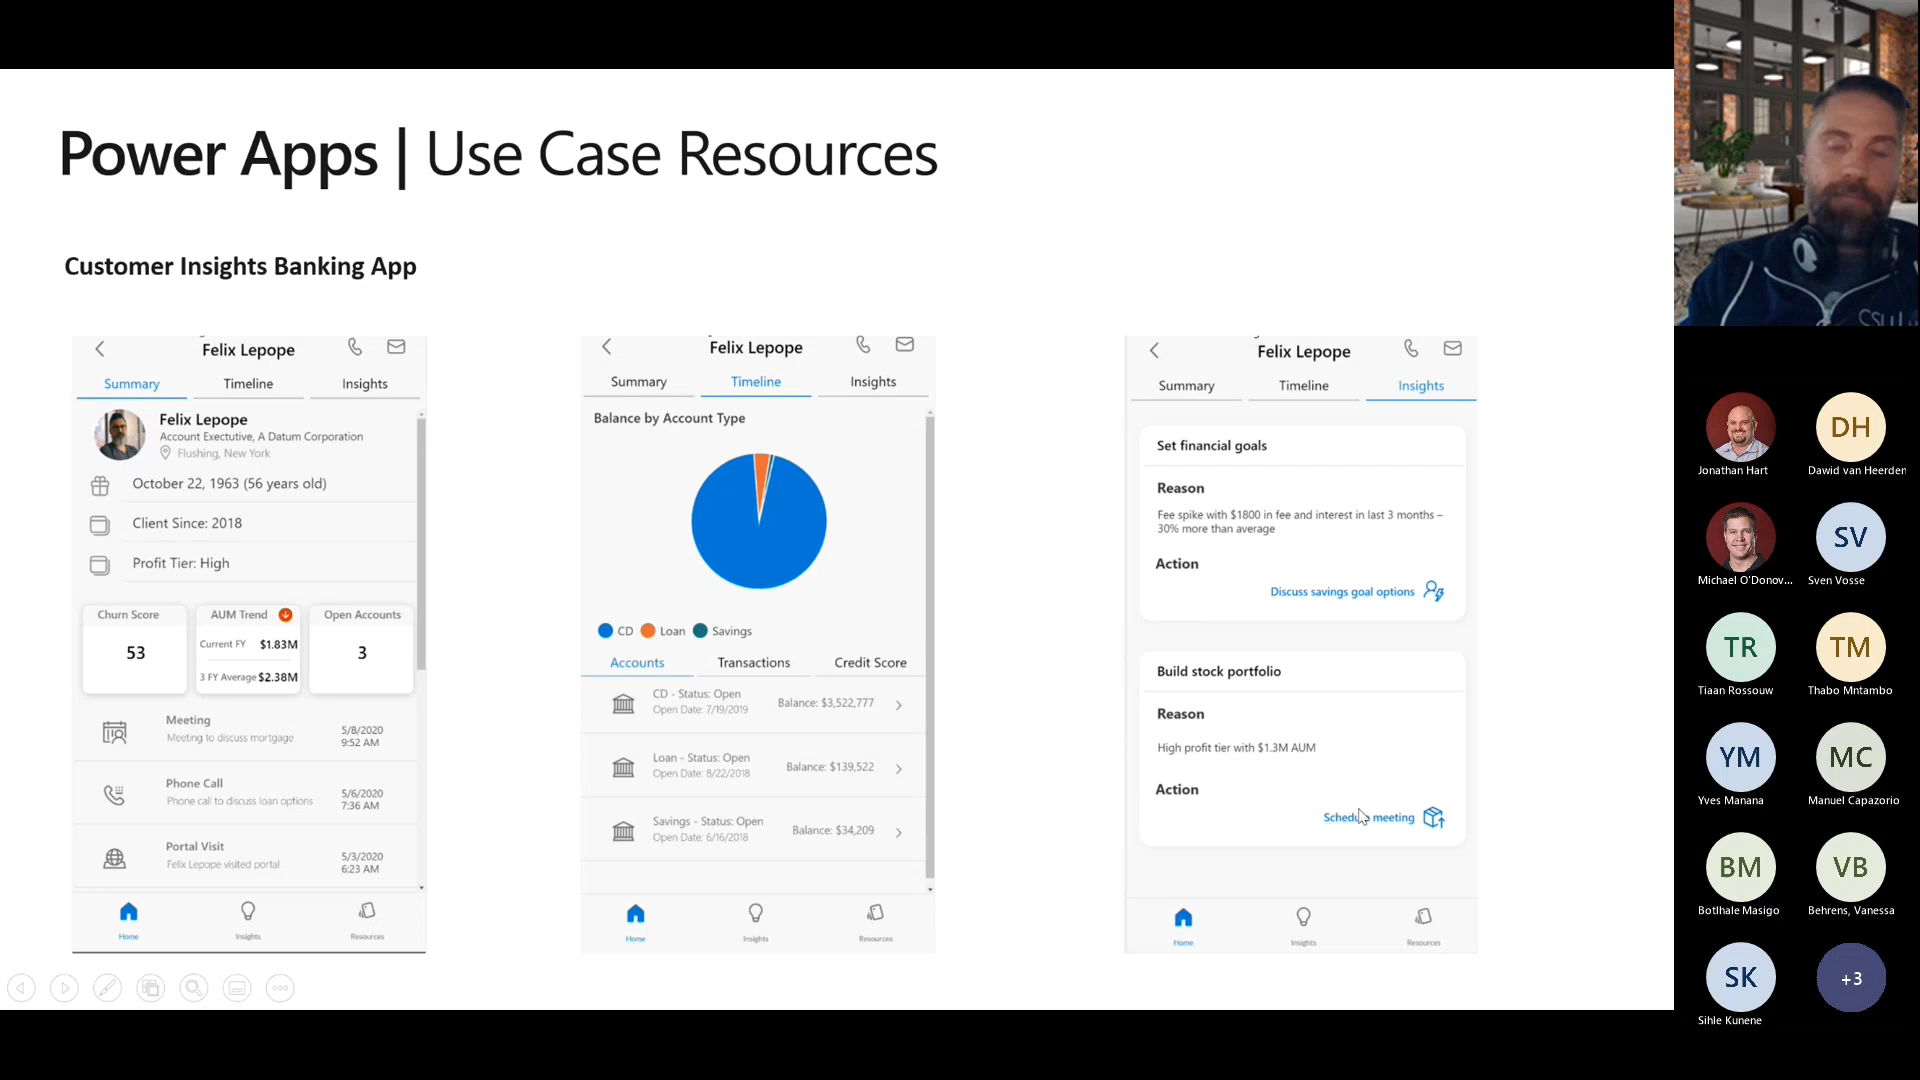 Power Apps | Use Case Resources
Customer Insights Banking App
Felix Lepope
Summary Timeline Insights
Felix Lepope
Account Exectutive, A Datum Corporation
Flushing, New York
October 22, 1963 (56 years old)
Client Since: 2018
Profit Tier: High
Churn Score
53
AUM Trend
Current FY $1.83M
3 FY Average $2.38M
Open Accounts
3
Meeting
Meeting to discuss mortgage
5/8/2020
9:52 AM
Phone Call
Phone call to discuss loan options
5/6/2020
7:36 AM
Portal Visit
Felix Lepope visited portal
5/3/2020
6:23 AM
Home Insights Resources
Felix Lepope
Summary Timeline Insights
Balance by Account Type
CD Loan Savings
Accounts Transactions Credit Score
CD - Status: Open
Open Date: 7/19/2019
Balance: $3,522,777
Loan - Status: Open
Open Date: 8/22/2018
Balance: $139,522
Savings - Status: Open
Open Date: 6/16/2018
Balance: $34,209
Home Insights Resources
Felix Lepope
Summary Timeline Insights
Set financial goals
Reason
Fee spike with $1800 in fee and interest in last 3 months –
30% more than average
Action
Discuss savings goal options
Build stock portfolio
Reason
High profit tier with $1.3M AUM
Action
Schedule meeting
Home Insights Resources
Jonathan Hart
DH
Dawid van Heerden
Michael O'Donov...
SV
Sven Vosse
TR
Tiaan Rossouw
TM
Thabo Mntambo
YM
Yves Manana
MC
Manuel Capazorio
BM
Botlhale Masigo
VB
Behrens, Vanessa
SK
Sihle Kunene
+3